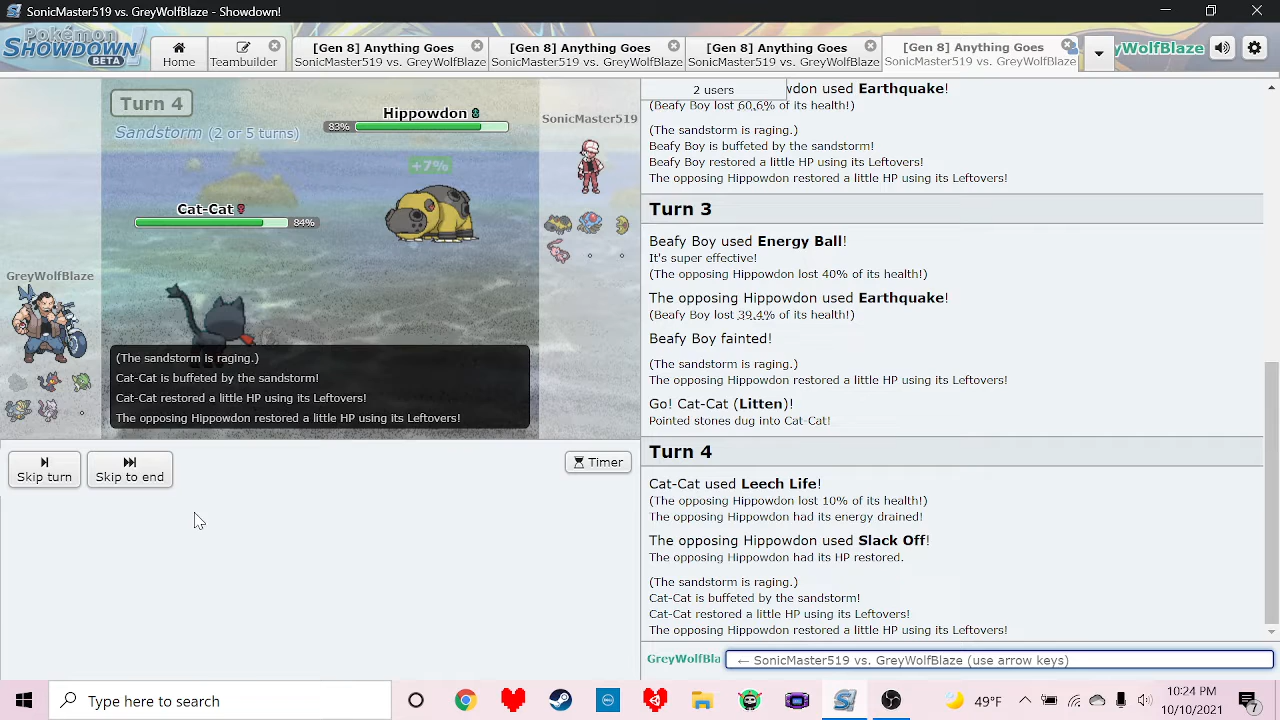 SonicMaster519 vs. GreyWolfBlaze - Showdown!
Pokémon
SHOWDOWN
BETA
Home
Teambuilder
[Gen 8] Anything Goes
SonicMaster519 vs. GreyWolfBlaze
[Gen 8] Anything Goes
SonicMaster519 vs. GreyWolfBlaze
[Gen 8] Anything Goes
SonicMaster519 vs. GreyWolfBlaze
[Gen 8] Anything Goes
SonicMaster519 vs. GreyWolfBlaze
yWolfBlaze
Turn 4
Sandstorm (2 or 5 turns)
Hippowdon
83%
+7%
Cat-Cat
84%
SonicMaster519
GreyWolfBlaze
(The sandstorm is raging.)
Cat-Cat is buffeted by the sandstorm!
Cat-Cat restored a little HP using its Leftovers!
The opposing Hippowdon restored a little HP using its Leftovers!
Skip turn
Skip to end
Timer
2 users
wdon used Earthquake!
(Beafy Boy lost 60.6% of its health!)
(The sandstorm is raging.)
Beafy Boy is buffeted by the sandstorm!
Beafy Boy restored a little HP using its Leftovers!
The opposing Hippowdon restored a little HP using its Leftovers!
Turn 3
Beafy Boy used Energy Ball!
It's super effective!
(The opposing Hippowdon lost 40% of its health!)
The opposing Hippowdon used Earthquake!
(Beafy Boy lost 39.4% of its health!)
Beafy Boy fainted!
(The sandstorm is raging.)
The opposing Hippowdon restored a little HP using its Leftovers!
Go! Cat-Cat (Litten)!
Pointed stones dug into Cat-Cat!
Turn 4
Cat-Cat used Leech Life!
(The opposing Hippowdon lost 10% of its health!)
The opposing Hippowdon had its energy drained!
The opposing Hippowdon used Slack Off!
The opposing Hippowdon had its HP restored.
(The sandstorm is raging.)
Cat-Cat is buffeted by the sandstorm!
Cat-Cat restored a little HP using its Leftovers!
The opposing Hippowdon restored a little HP using its Leftovers!
GreyWolfBla
← SonicMaster519 vs. GreyWolfBlaze (use arrow keys)
Type here to search
DELL
49°F
10:24 PM
10/10/2021
7